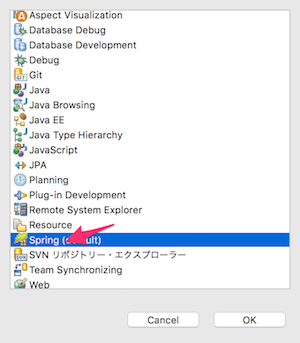 Aspect Visualization
Database Debug
Database Development
Debug
Git
Java
Java Browsing
Java EE
Java Type Hierarchy
JavaScript
JPA
Planning
Plug-in Development
Remote System Explorer
Resource
Spring (default)
SVN リポジトリー・エクスプローラー
Team Synchronizing
Web
Cancel
OK